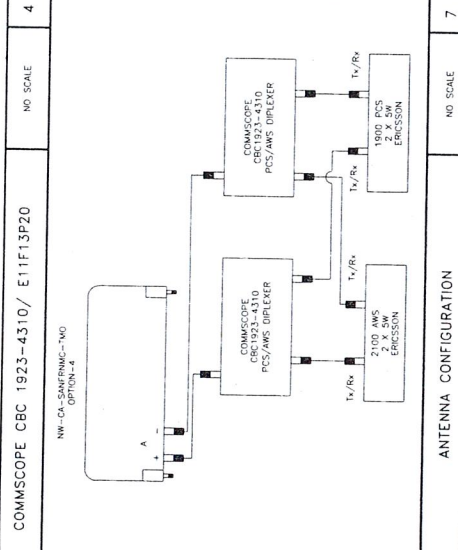 COMMSCOPE CBC 1923-4310/ E11F13P20
NO SCALE
4
NW-CA-SANFRNMC-TMO
OPTION-4
A
+
-
COMMSCOPE
CBC1923-4310
PCS/AWS DIPLEXER
COMMSCOPE
CBC1923-4310
PCS/AWS DIPLEXER
Tx/Rx
Tx/Rx
Tx/Rx
Tx/Rx
2100 AWS
2 X 5W
ERICSSON
1900 PCS
2 X 5W
ERICSSON
ANTENNA CONFIGURATION
NO SCALE
7